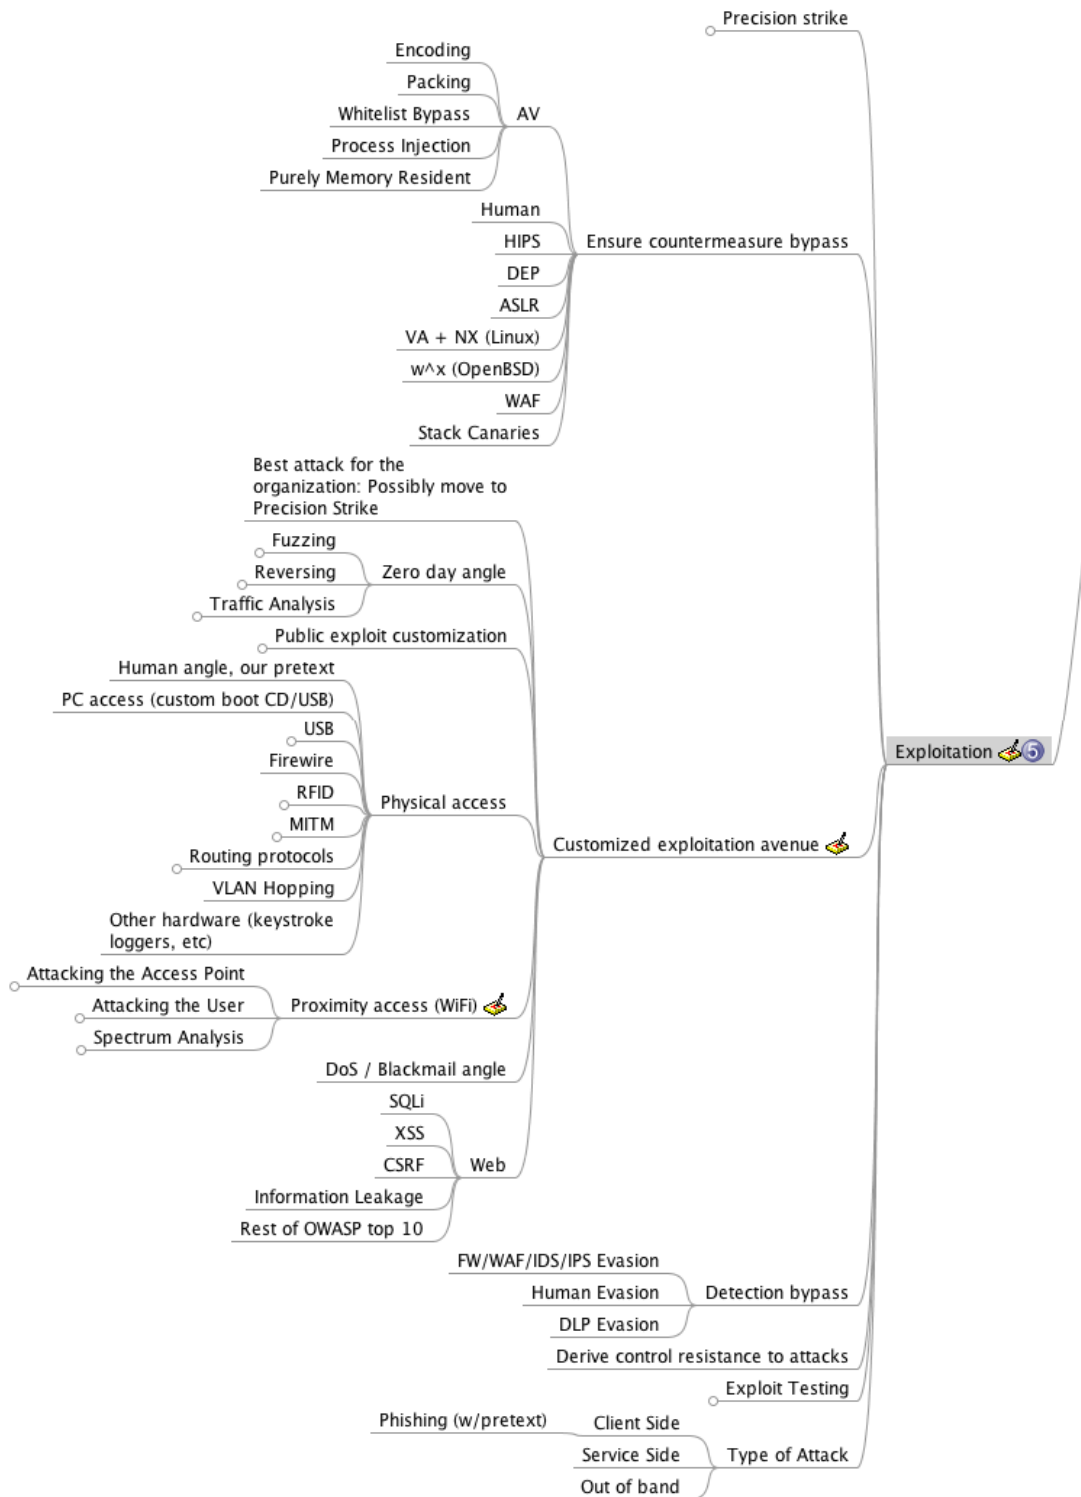 Precision strike
Encoding
Packing
Whitelist Bypass
Process Injection
Purely Memory Resident
AV
Human
HIPS
DEP
ASLR
VA + NX (Linux)
w^x (OpenBSD)
WAF
Stack Canaries
Ensure countermeasure bypass
Best attack for the
organization: Possibly move to
Precision Strike
Fuzzing
Reversing
Traffic Analysis
Zero day angle
Public exploit customization
Human angle, our pretext
PC access (custom boot CD/USB)
USB
Firewire
RFID
MITM
Routing protocols
VLAN Hopping
Other hardware (keystroke
loggers, etc)
Physical access
Attacking the Access Point
Attacking the User
Spectrum Analysis
Proximity access (WiFi)
DoS / Blackmail angle
SQLi
XSS
CSRF
Information Leakage
Rest of OWASP top 10
Web
Customized exploitation avenue
FW/WAF/IDS/IPS Evasion
Human Evasion
DLP Evasion
Detection bypass
Derive control resistance to attacks
Exploit Testing
Phishing (w/pretext)
Client Side
Service Side
Out of band
Type of Attack
Exploitation 5